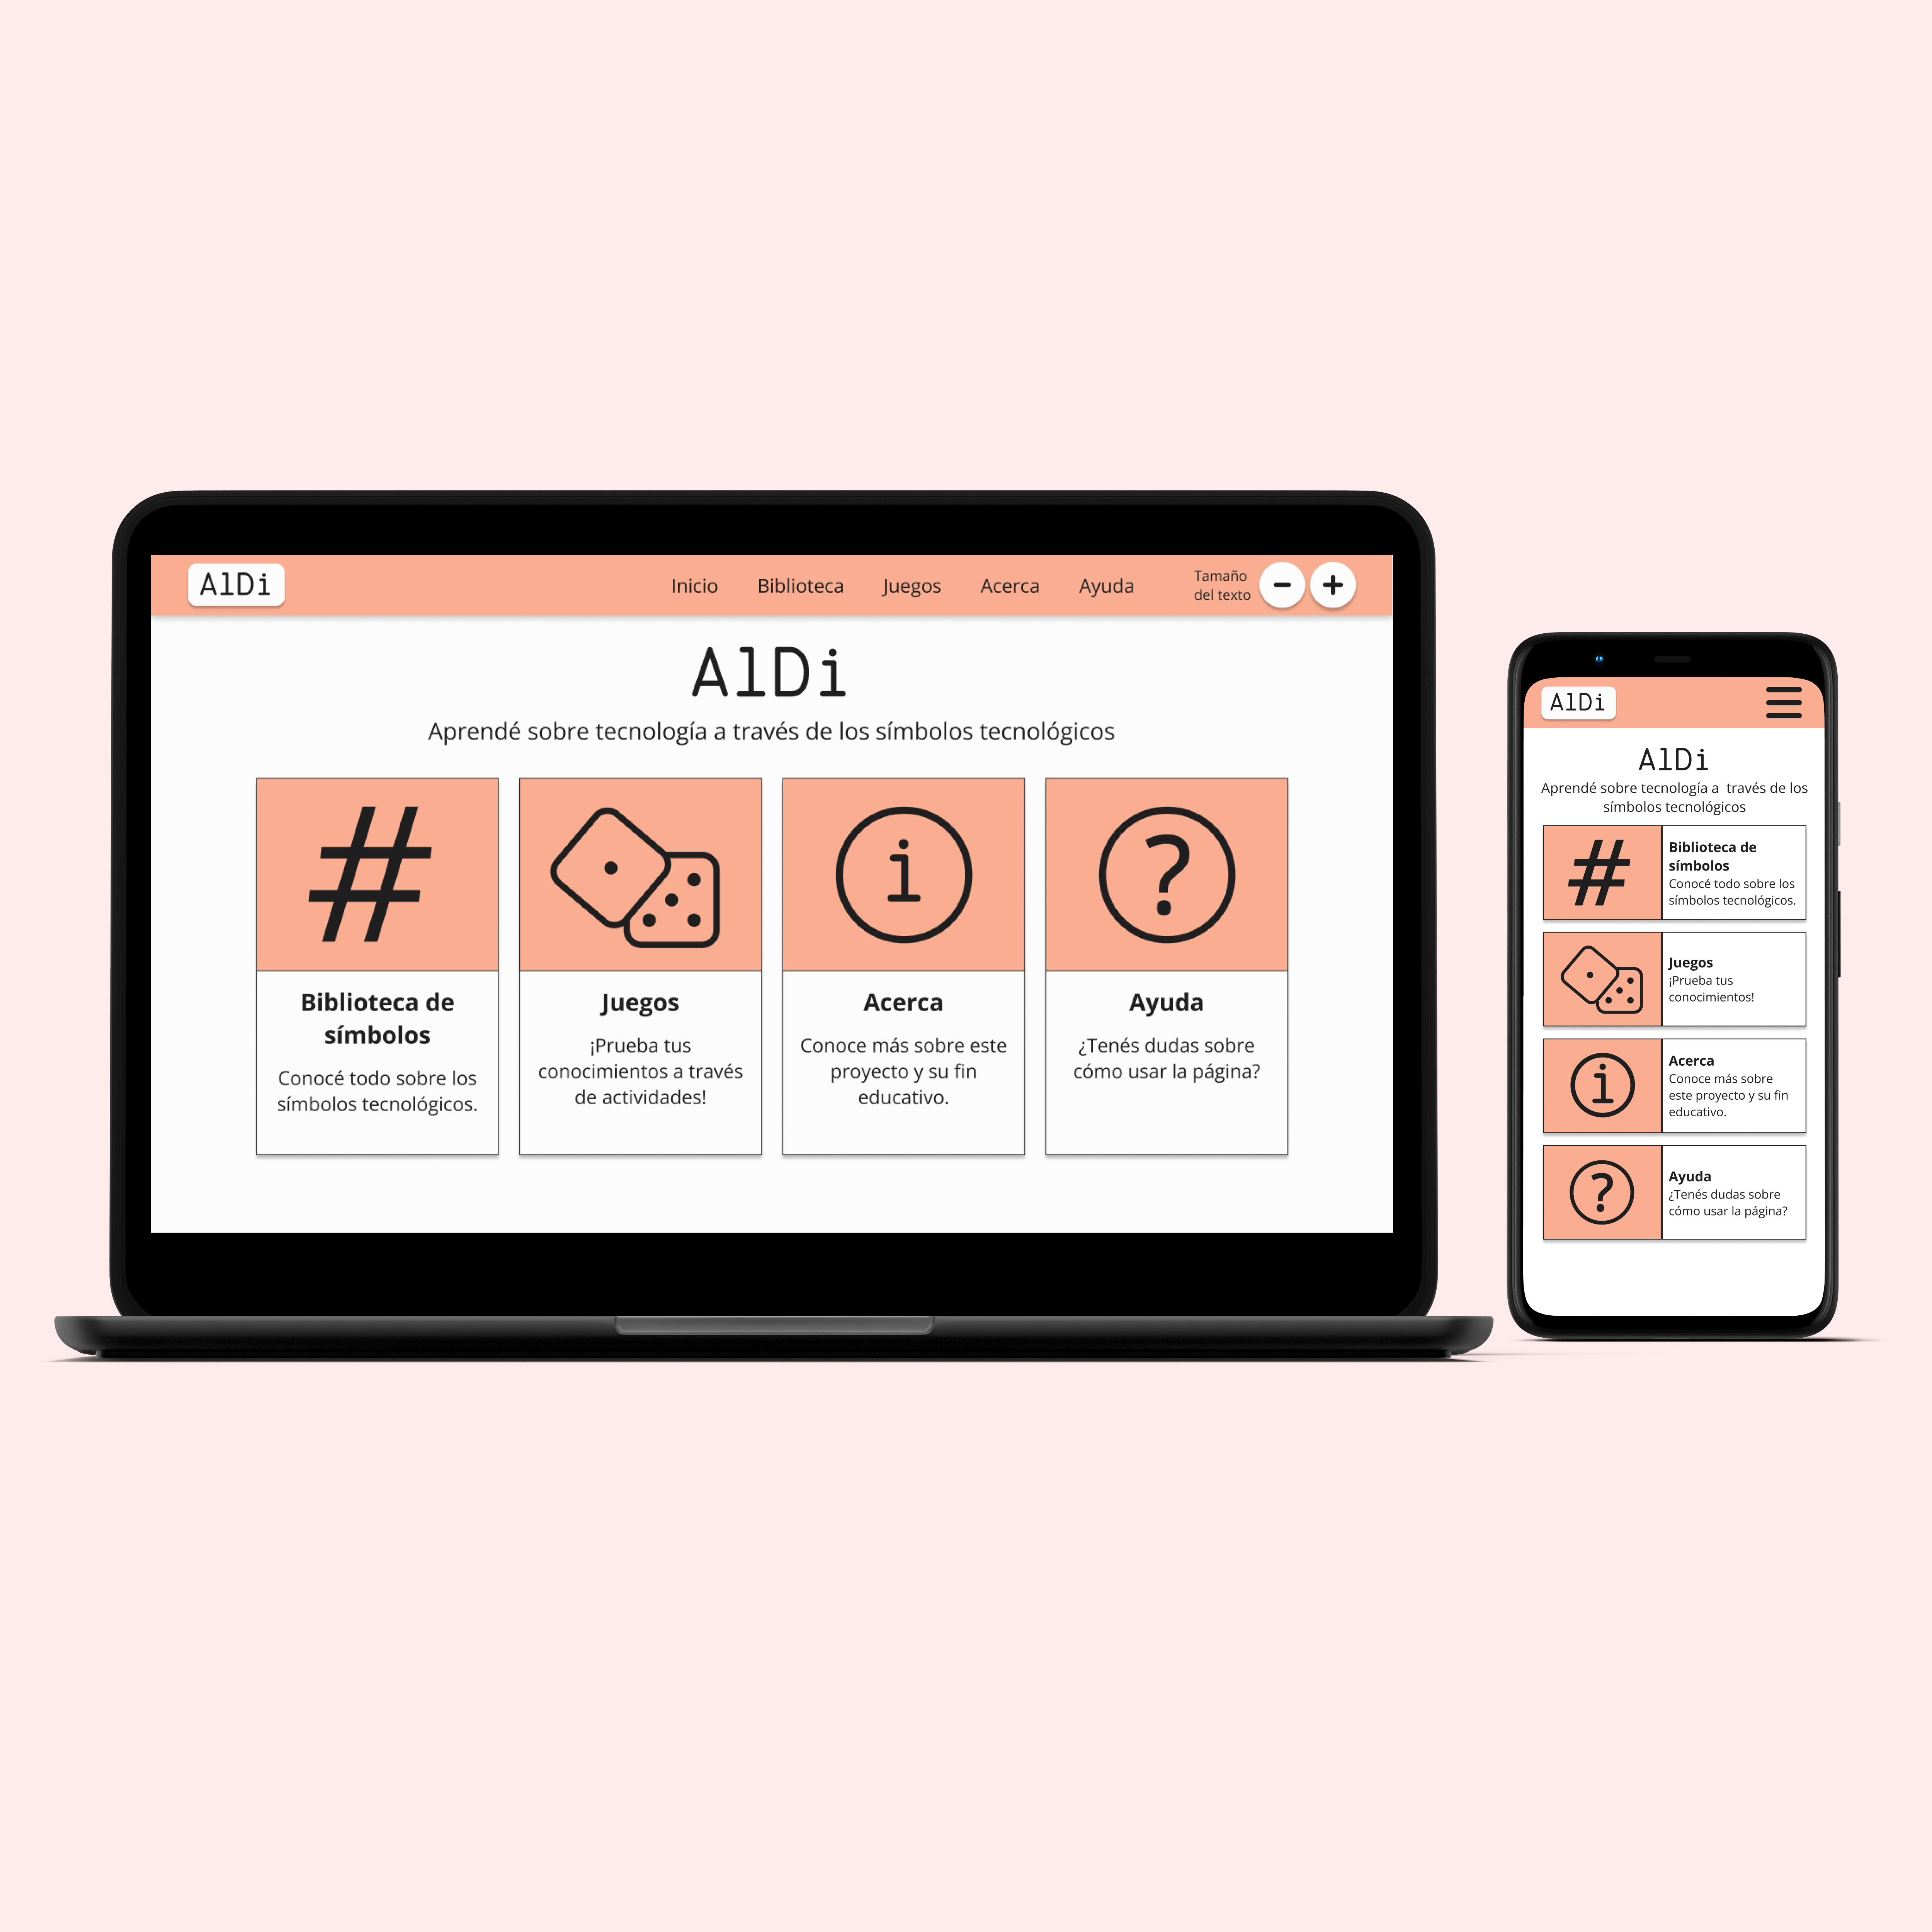 AlDi
Inicio Biblioteca Juegos Acerca Ayuda
Tamaño
del texto
AlDi
Aprendé sobre tecnología a través de los símbolos tecnológicos
#
i
?
Biblioteca de
símbolos
Conocé todo sobre los
símbolos tecnológicos.
Juegos
¡Prueba tus
conocimientos a través
de actividades!
Acerca
Conoce más sobre este
proyecto y su fin
educativo.
Ayuda
¿Tenés dudas sobre
cómo usar la página?
AlDi
AlDi
Aprendé sobre tecnología a través de los
símbolos tecnológicos
#
Biblioteca de
símbolos
Conocé todo sobre los
símbolos tecnológicos.
Juegos
¡Prueba tus
conocimientos!
i
Acerca
Conoce más sobre
este proyecto y su fin
educativo.
?
Ayuda
¿Tenés dudas sobre
cómo usar la página?